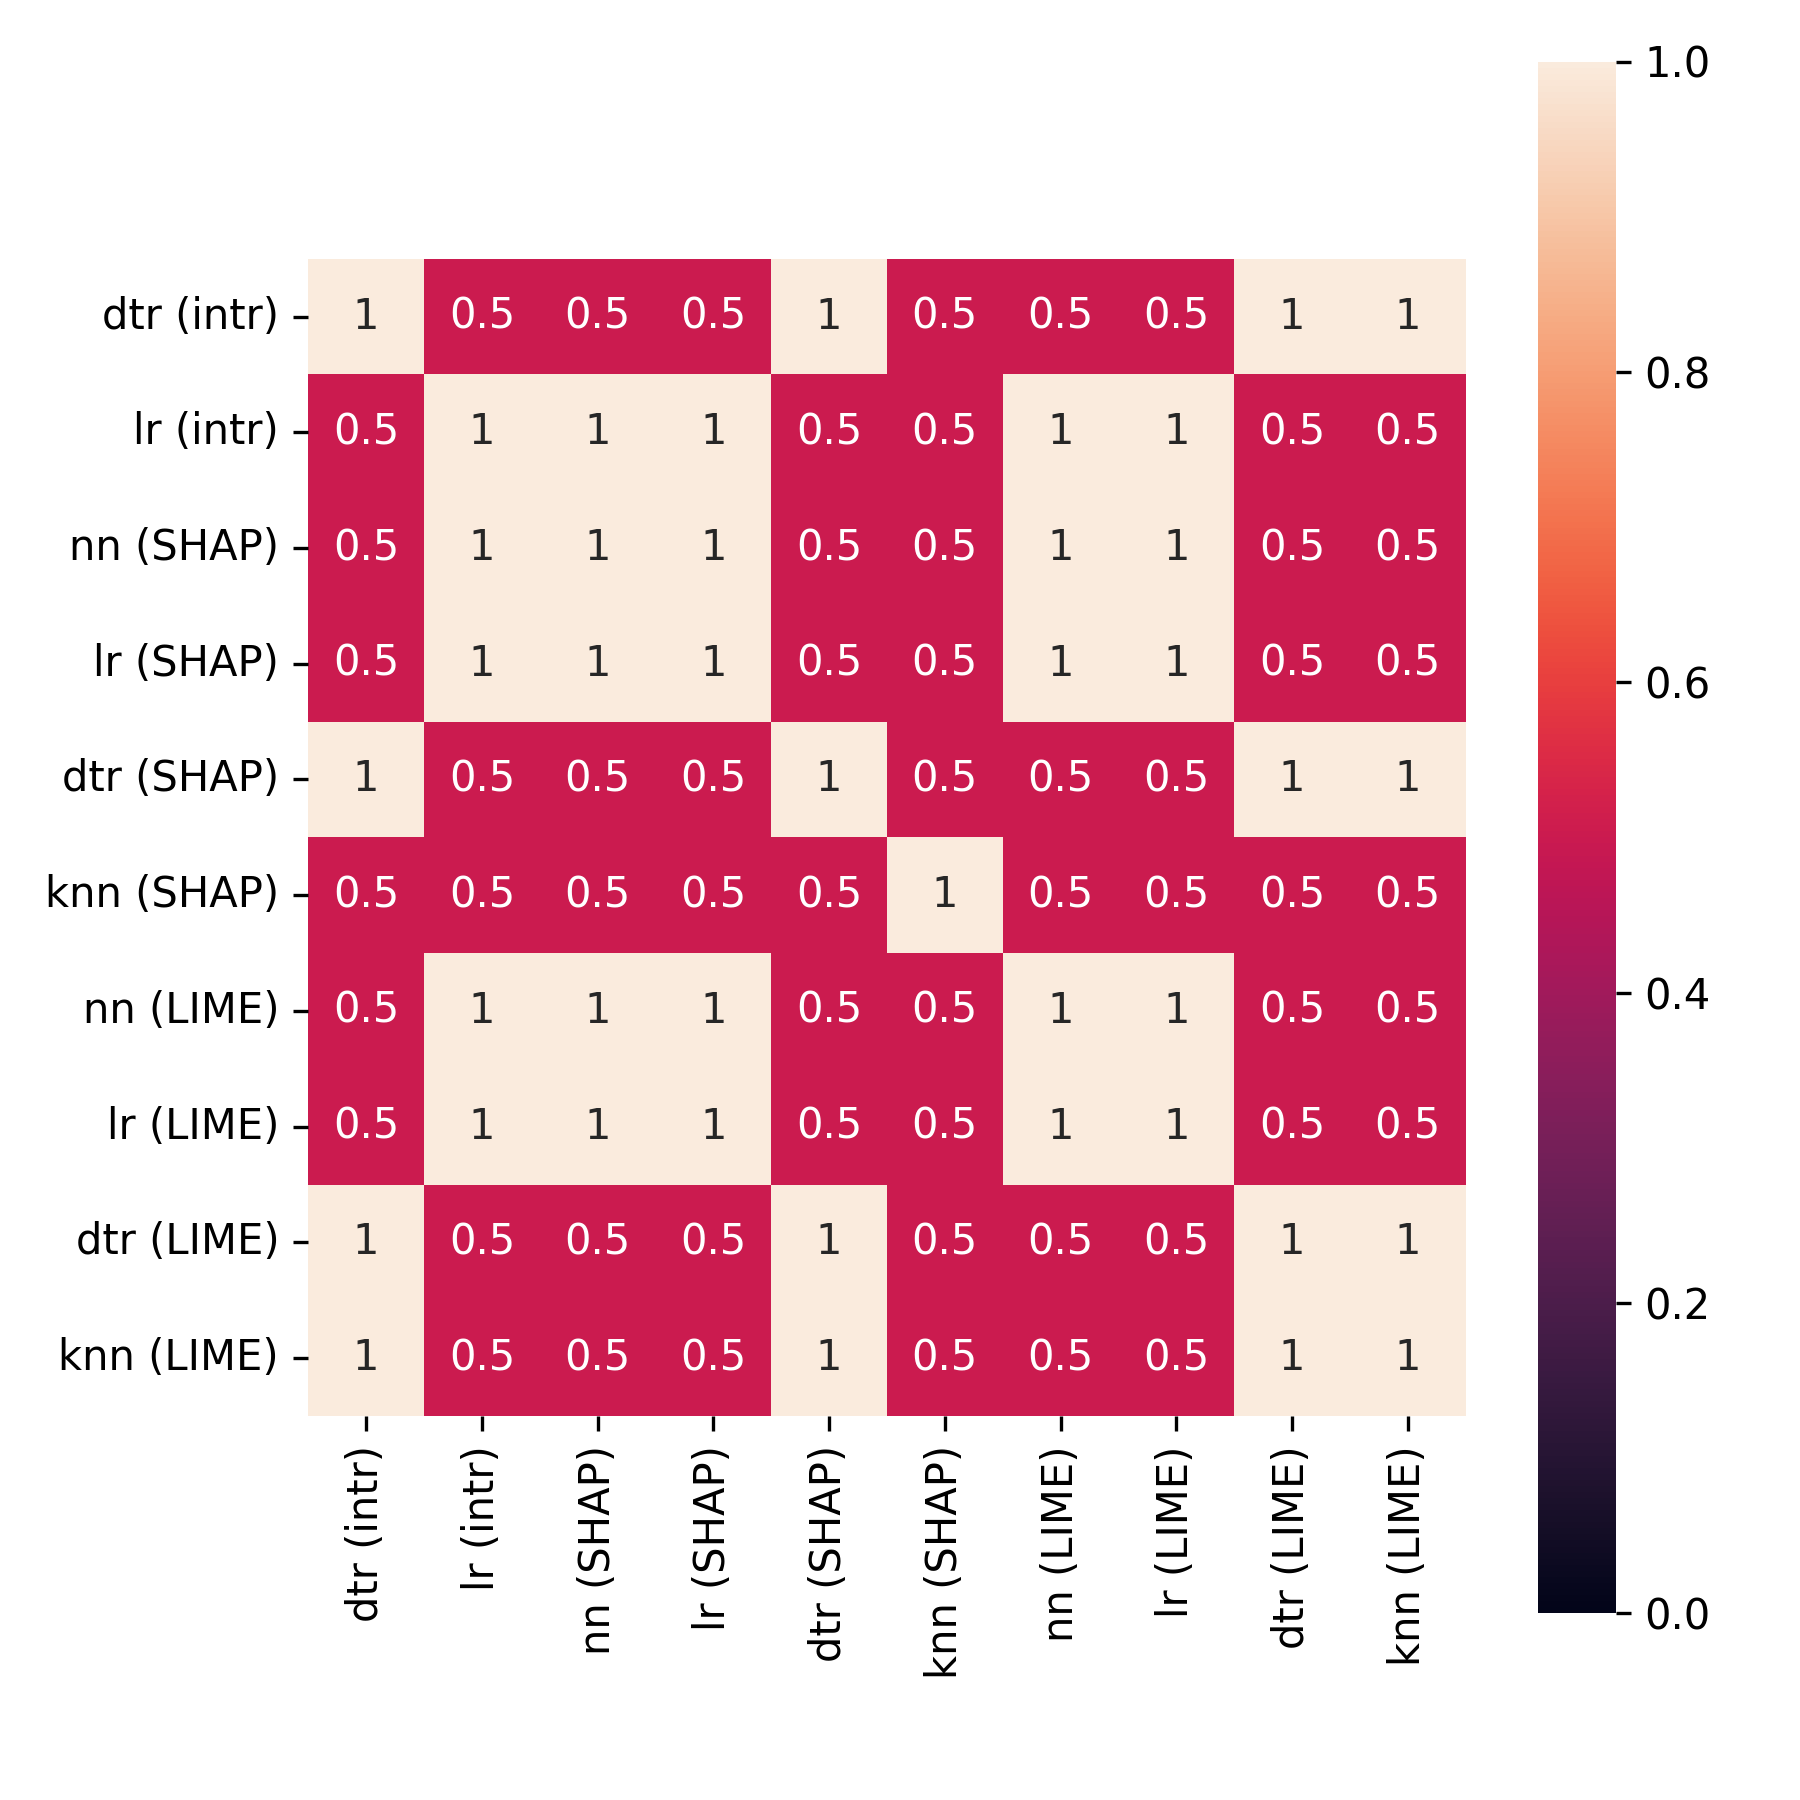 1.0
dtr (intr) 1 0.5 0.5 0.5 1 0.5 0.5 0.5 1 1
0.8
lr (intr) 0.5 1 1 1 0.5 0.5 1 1 0.5 0.5
nn (SHAP) 0.5 1 1 1 0.5 0.5 1 1 0.5 0.5
lr (SHAP) 0.5 1 1 1 0.5 0.5 1 1 0.5 0.5
0.6
dtr (SHAP) 1 0.5 0.5 0.5 1 0.5 0.5 0.5 1 1
knn (SHAP) 0.5 0.5 0.5 0.5 0.5 1 0.5 0.5 0.5 0.5
0.4
nn (LIME) 0.5 1 1 1 0.5 0.5 1 1 0.5 0.5
lr (LIME) 0.5 1 1 1 0.5 0.5 1 1 0.5 0.5
dtr (LIME) 1 0.5 0.5 0.5 1 0.5 0.5 0.5 1 1
0.2
knn (LIME) 1 0.5 0.5 0.5 1 0.5 0.5 0.5 1 1
dtr (intr)
lr (intr)
nn (SHAP)
lr (SHAP)
dtr (SHAP)
knn (SHAP)
nn (LIME)
lr (LIME)
dtr (LIME)
knn (LIME)
0.0